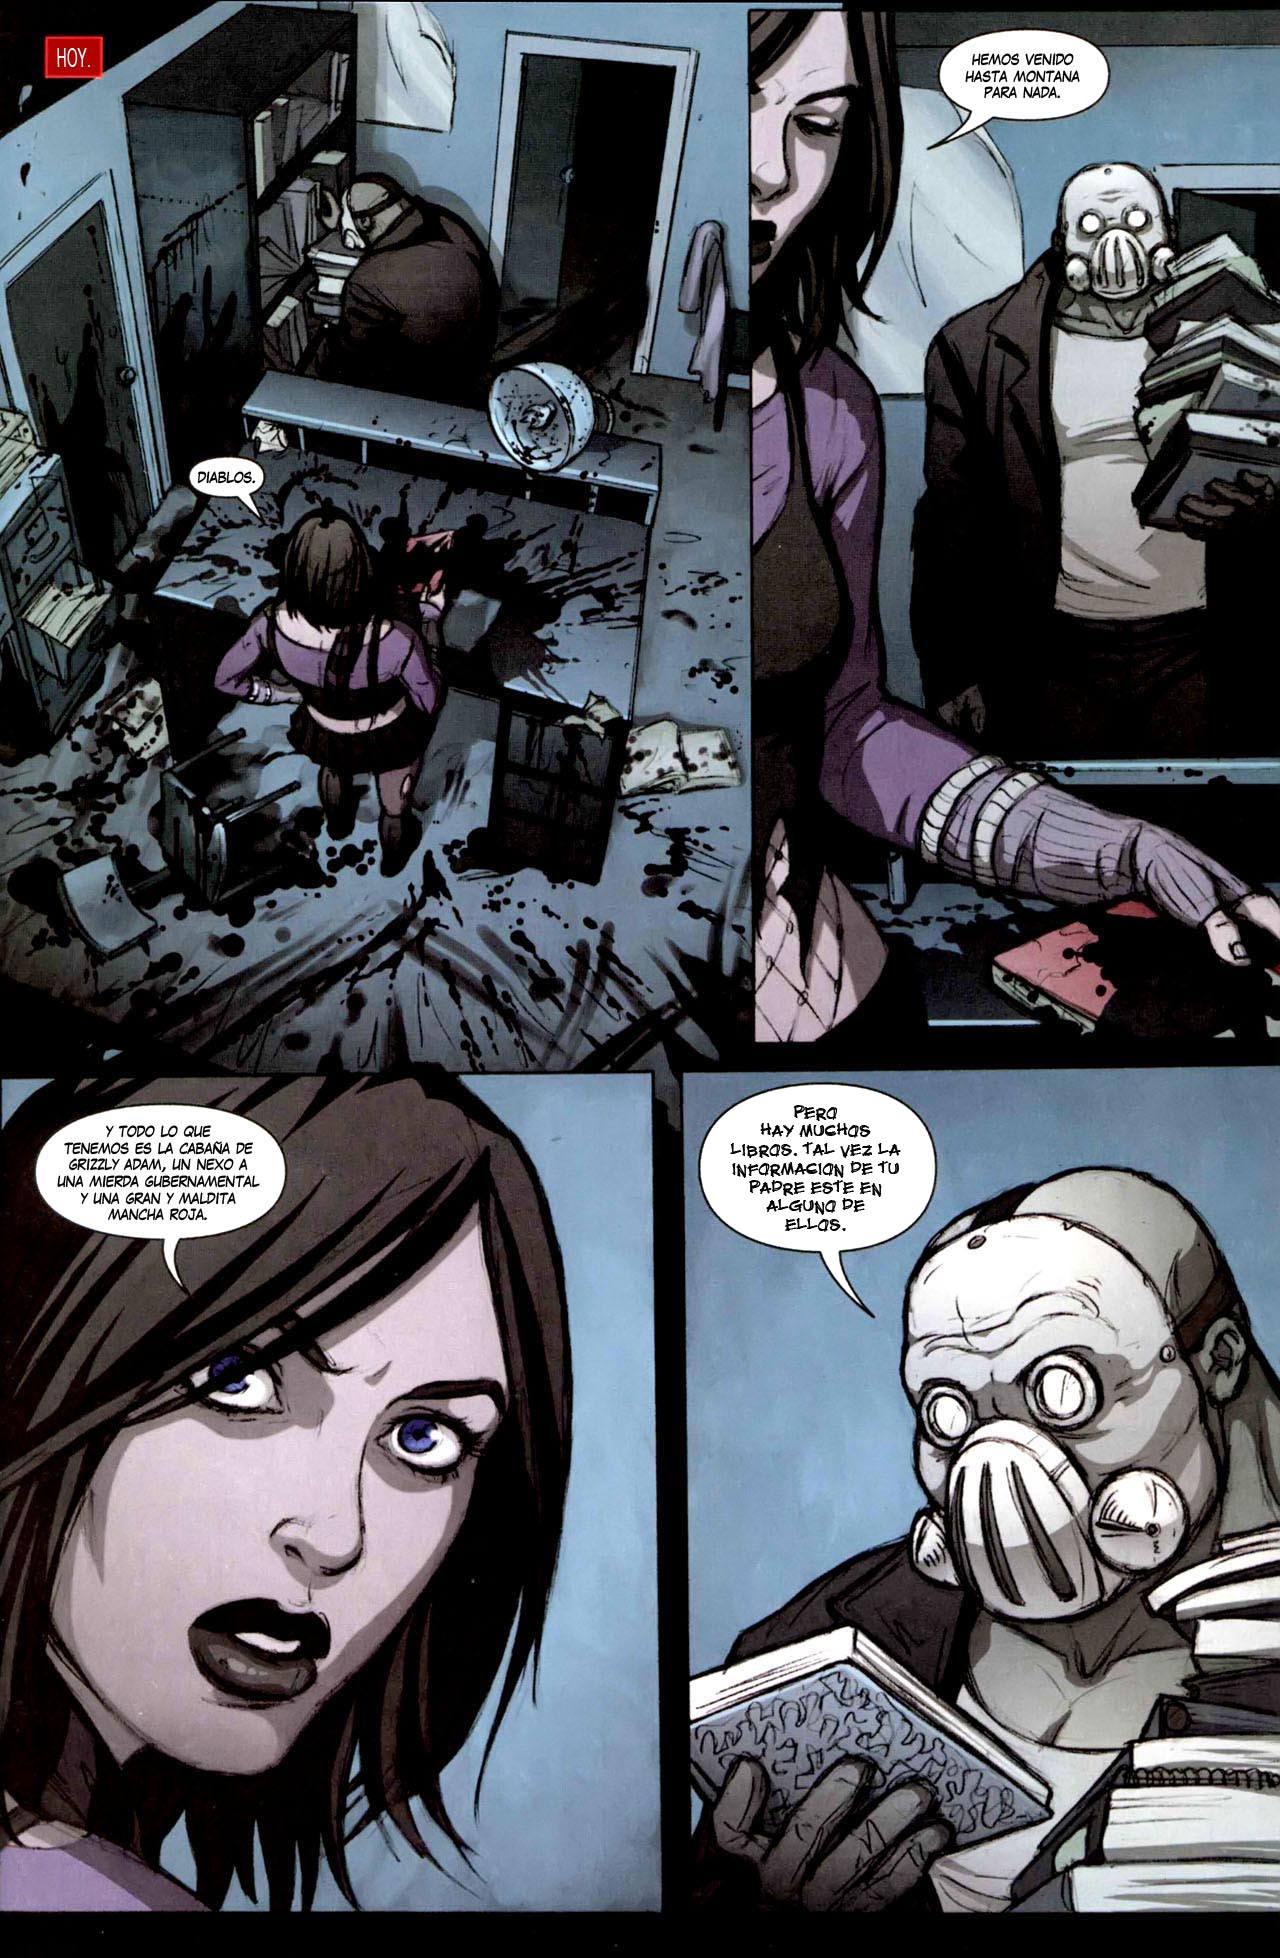 HOY.
DIABLOS.
HEMOS VENIDO
HASTA MONTANA
PARA NADA.
Y TODO LO QUE
TENEMOS ES LA CABAÑA DE
GRIZZLY ADAM, UN NEXO A
UNA MIERDA GUBERNAMENTAL
Y UNA GRAN Y MALDITA
MANCHA ROJA.
PERO
HAY MUCHOS
LIBROS. TAL VEZ LA
INFORMACION DE TU
PADRE ESTE EN
ALGUNO DE
ELLOS.